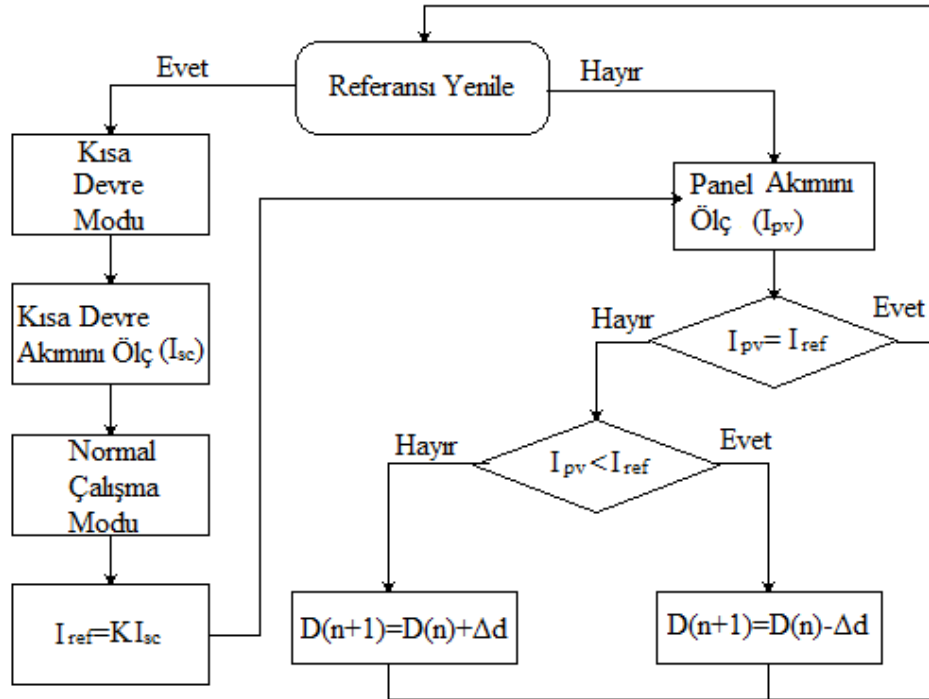 Evet
Referansı Yenile
Hayır
Kısa
Devre
Modu
Panel Akımını
Ölç (Ipv)
Kısa Devre
Akımını Ölç (Isc)
Hayır
Evet
Ipv= Iref
Normal
Çalışma
Modu
Hayır
Evet
Ipv<Iref
Iref=KIsc
D(n+1)=D(n)+Δd
D(n+1)=D(n)-Δd